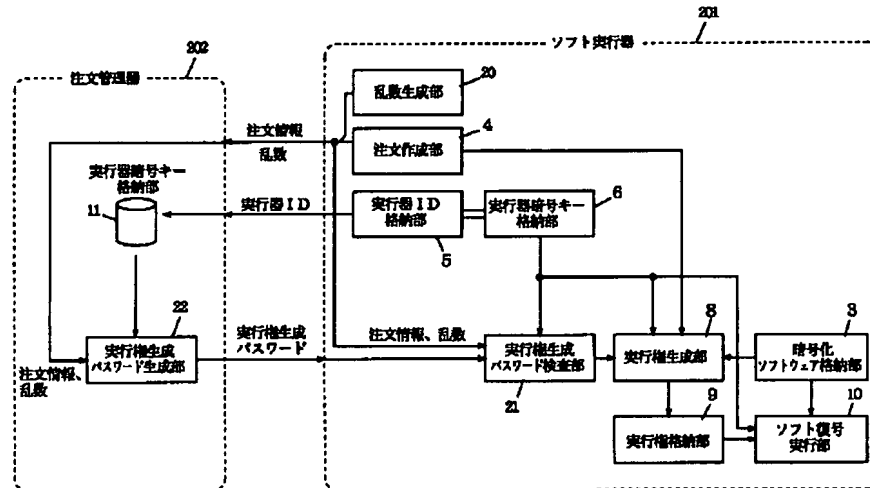 202
注文管理器
201
ソフト実行器
20
乱数生成部
4
注文作成部
注文情報
乱数
実行器暗号キー
格納部
11
実行器ID
実行器ID
格納部
5
実行器暗号キー
格納部
6
22
実行権生成
パスワード生成部
注文情報、
乱数
実行権生成
パスワード
注文情報、乱数
実行権生成
パスワード検査部
21
8
実行権生成部
3
暗号化
ソフトウェア格納部
9
実行権格納部
10
ソフト復号
実行部